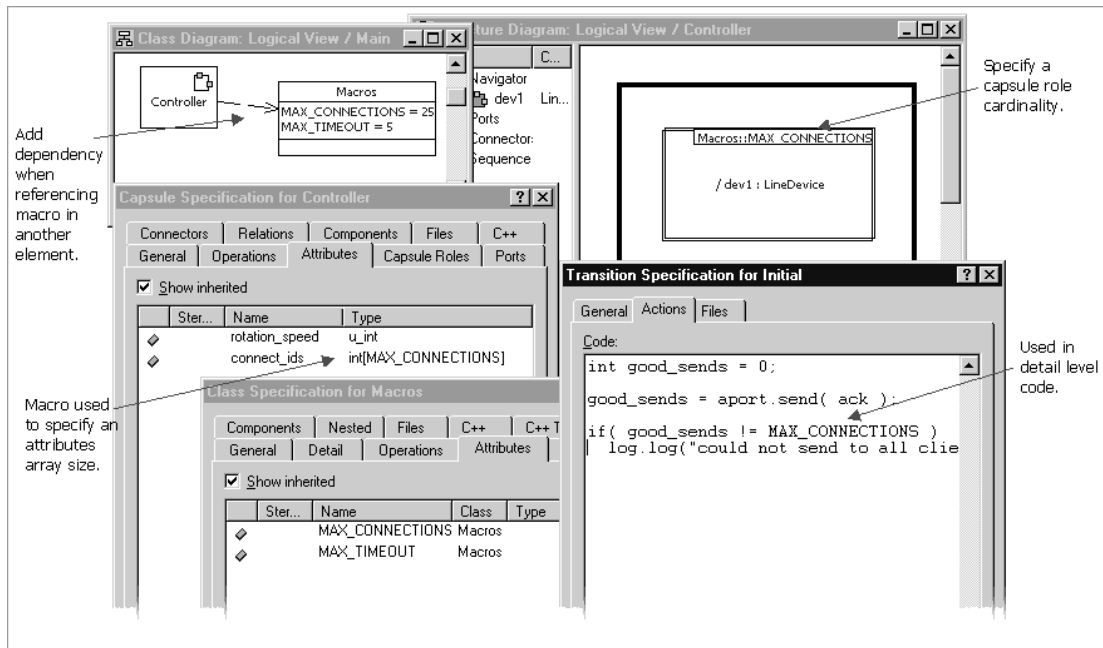 Class Diagram: Logical View / Main
ture Diagram: Logical View / Controller
Controller
Macros
MAX_CONNECTIONS = 25
MAX_TIMEOUT = 5
C...
Navigator
dev1 Lin...
Ports
Connector:
Sequence
Macros::MAX_CONNECTIONS
/ dev1 : LineDevice
Specify a
capsule role
cardinality.
Add
dependency
when
referencing
macro in
another
element.
Capsule Specification for Controller
Connectors Relations Components Files C++
General Operations Attributes Capsule Roles Ports
Show inherited
Ster... Name Type
rotation_speed u_int
connect_ids int[MAX_CONNECTIONS]
Macro used
to specify an
attributes
array size.
Class Specification for Macros
Components Nested Files C++ C++ T
General Detail Operations Attributes
Show inherited
Ster... Name Class Type
MAX_CONNECTIONS Macros
MAX_TIMEOUT Macros
Transition Specification for Initial
General Actions Files
Code:
int good_sends = 0;
good_sends = aport.send( ack );
if( good_sends != MAX_CONNECTIONS )
log.log("could not send to all clie
Used in
detail level
code.